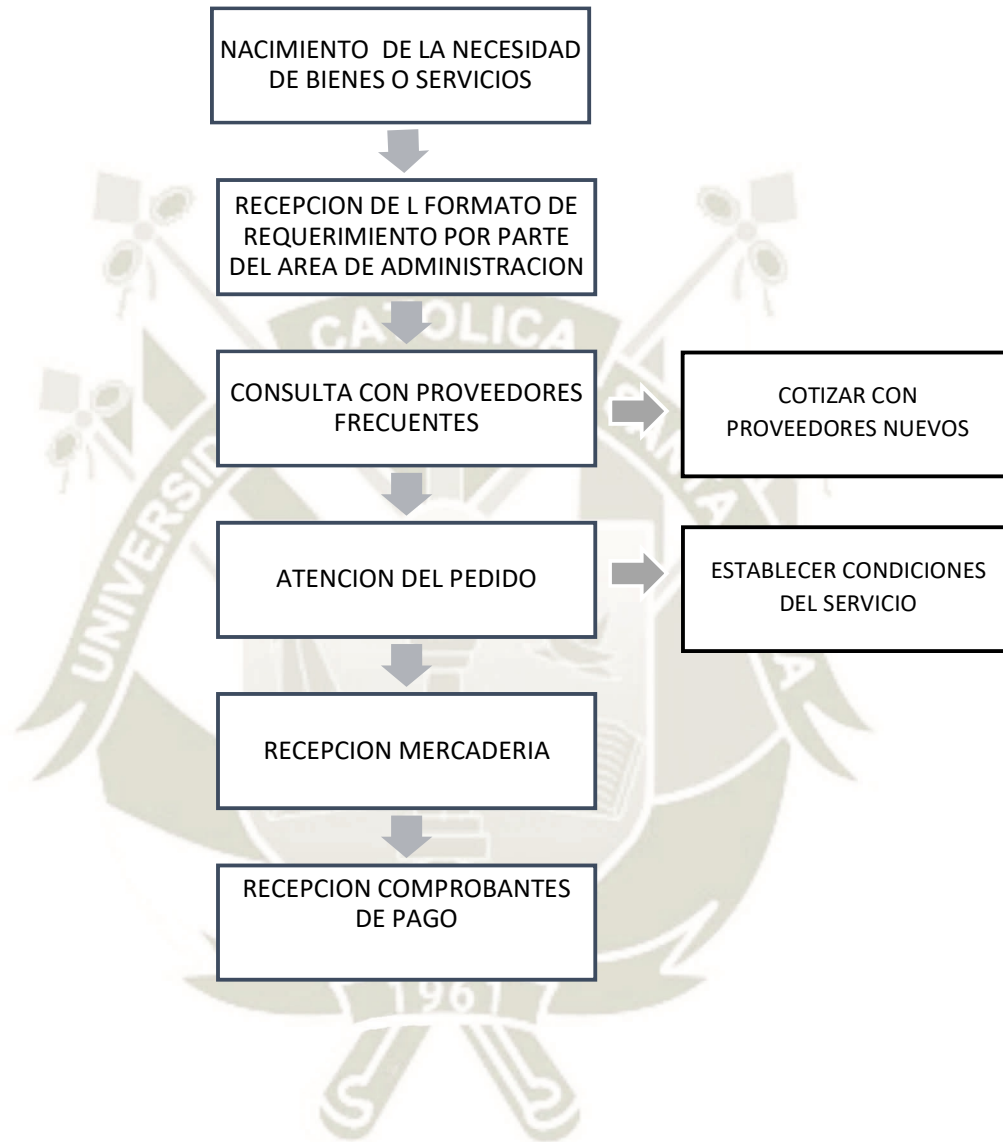 NACIMIENTO DE LA NECESIDAD
DE BIENES O SERVICIOS
RECEPCION DE L FORMATO DE
REQUERIMIENTO POR PARTE
DEL AREA DE ADMINISTRACION
CONSULTA CON PROVEEDORES
FRECUENTES
COTIZAR CON
PROVEEDORES NUEVOS
ATENCION DEL PEDIDO
ESTABLECER CONDICIONES
DEL SERVICIO
RECEPCION MERCADERIA
RECEPCION COMPROBANTES
DE PAGO
CATOLICA
1961